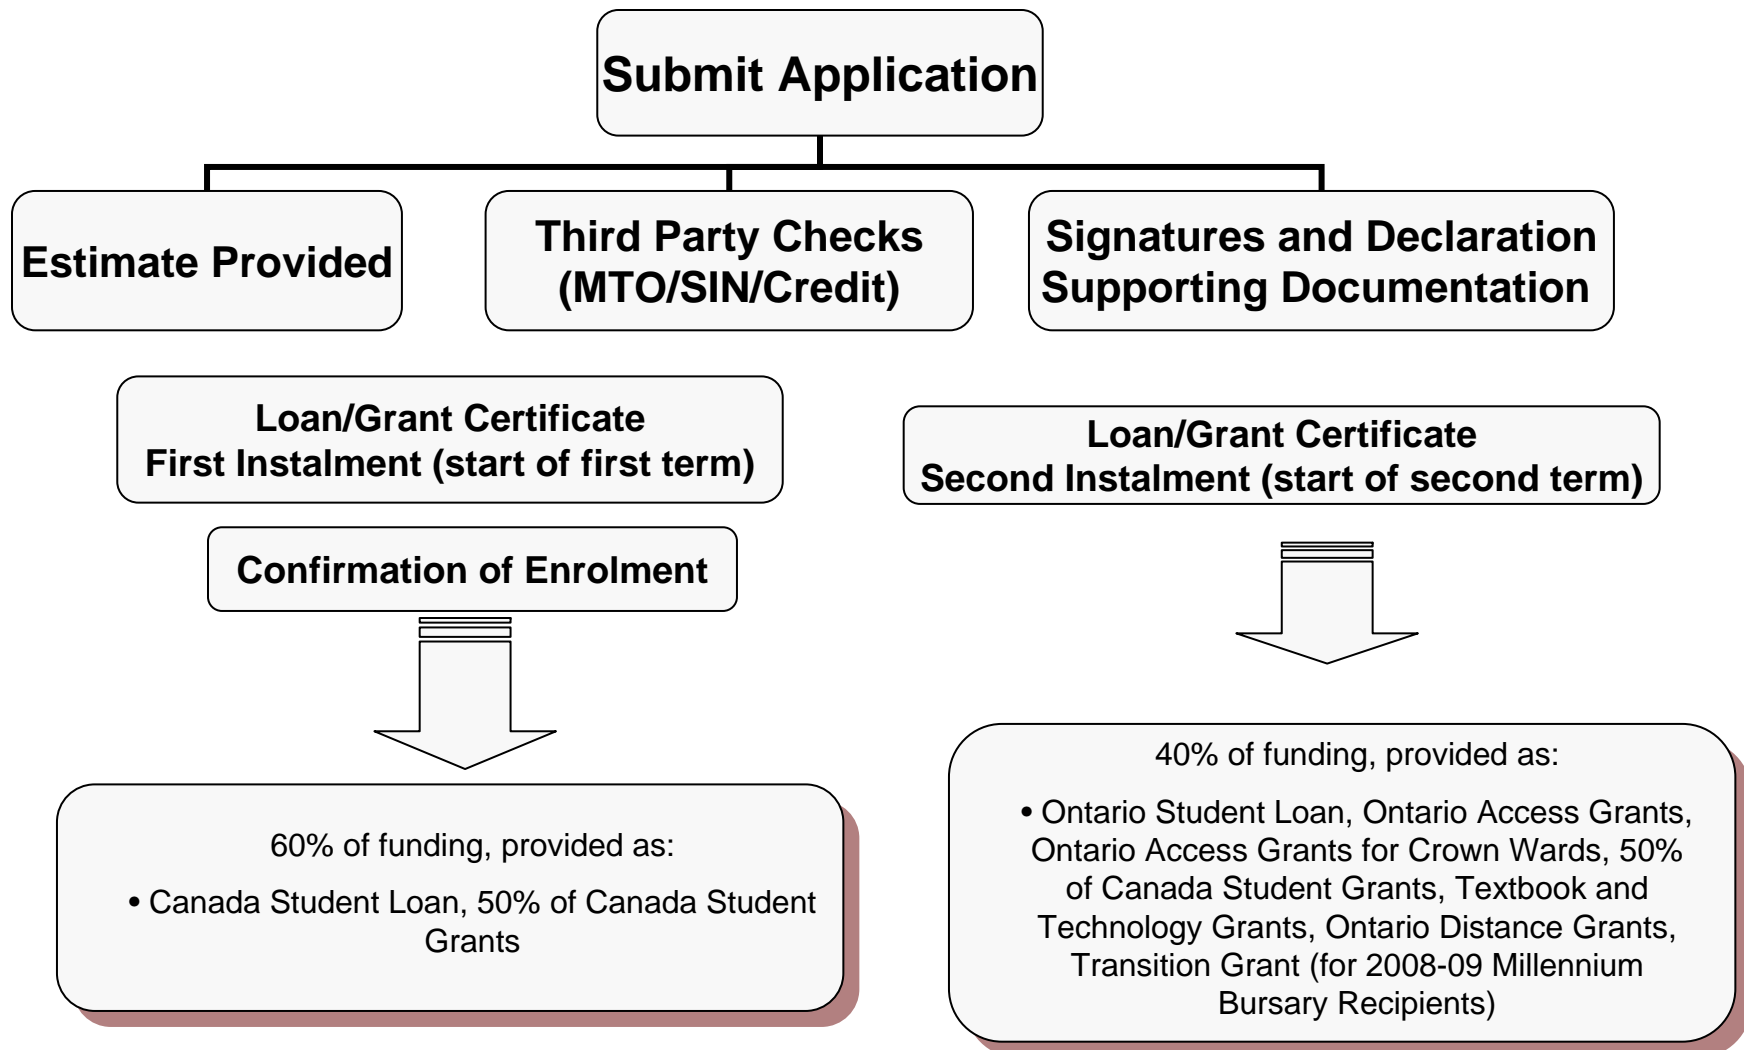 Submit Application
Estimate Provided
Third Party Checks
(MTO/SIN/Credit)
Signatures and Declaration
Supporting Documentation
Loan/Grant Certificate
First Instalment (start of first term)
Loan/Grant Certificate
Second Instalment (start of second term)
Confirmation of Enrolment
60% of funding, provided as:
• Canada Student Loan, 50% of Canada Student
Grants
40% of funding, provided as:
• Ontario Student Loan, Ontario Access Grants,
Ontario Access Grants for Crown Wards, 50%
of Canada Student Grants, Textbook and
Technology Grants, Ontario Distance Grants,
Transition Grant (for 2008-09 Millennium
Bursary Recipients)